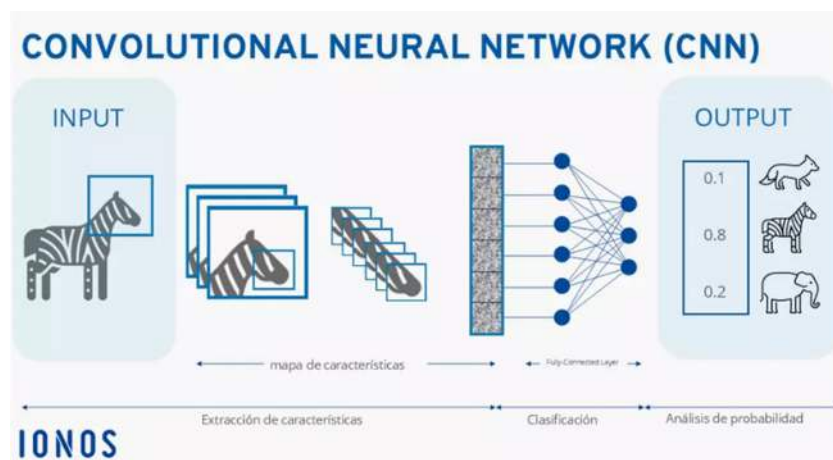 CONVOLUTIONAL NEURAL NETWORK (CNN)
INPUT
OUTPUT
0.1
0.8
0.2
mapa de características
Fully-Connected Layer
Extracción de características
Clasificación
Análisis de probabilidad
IONOS